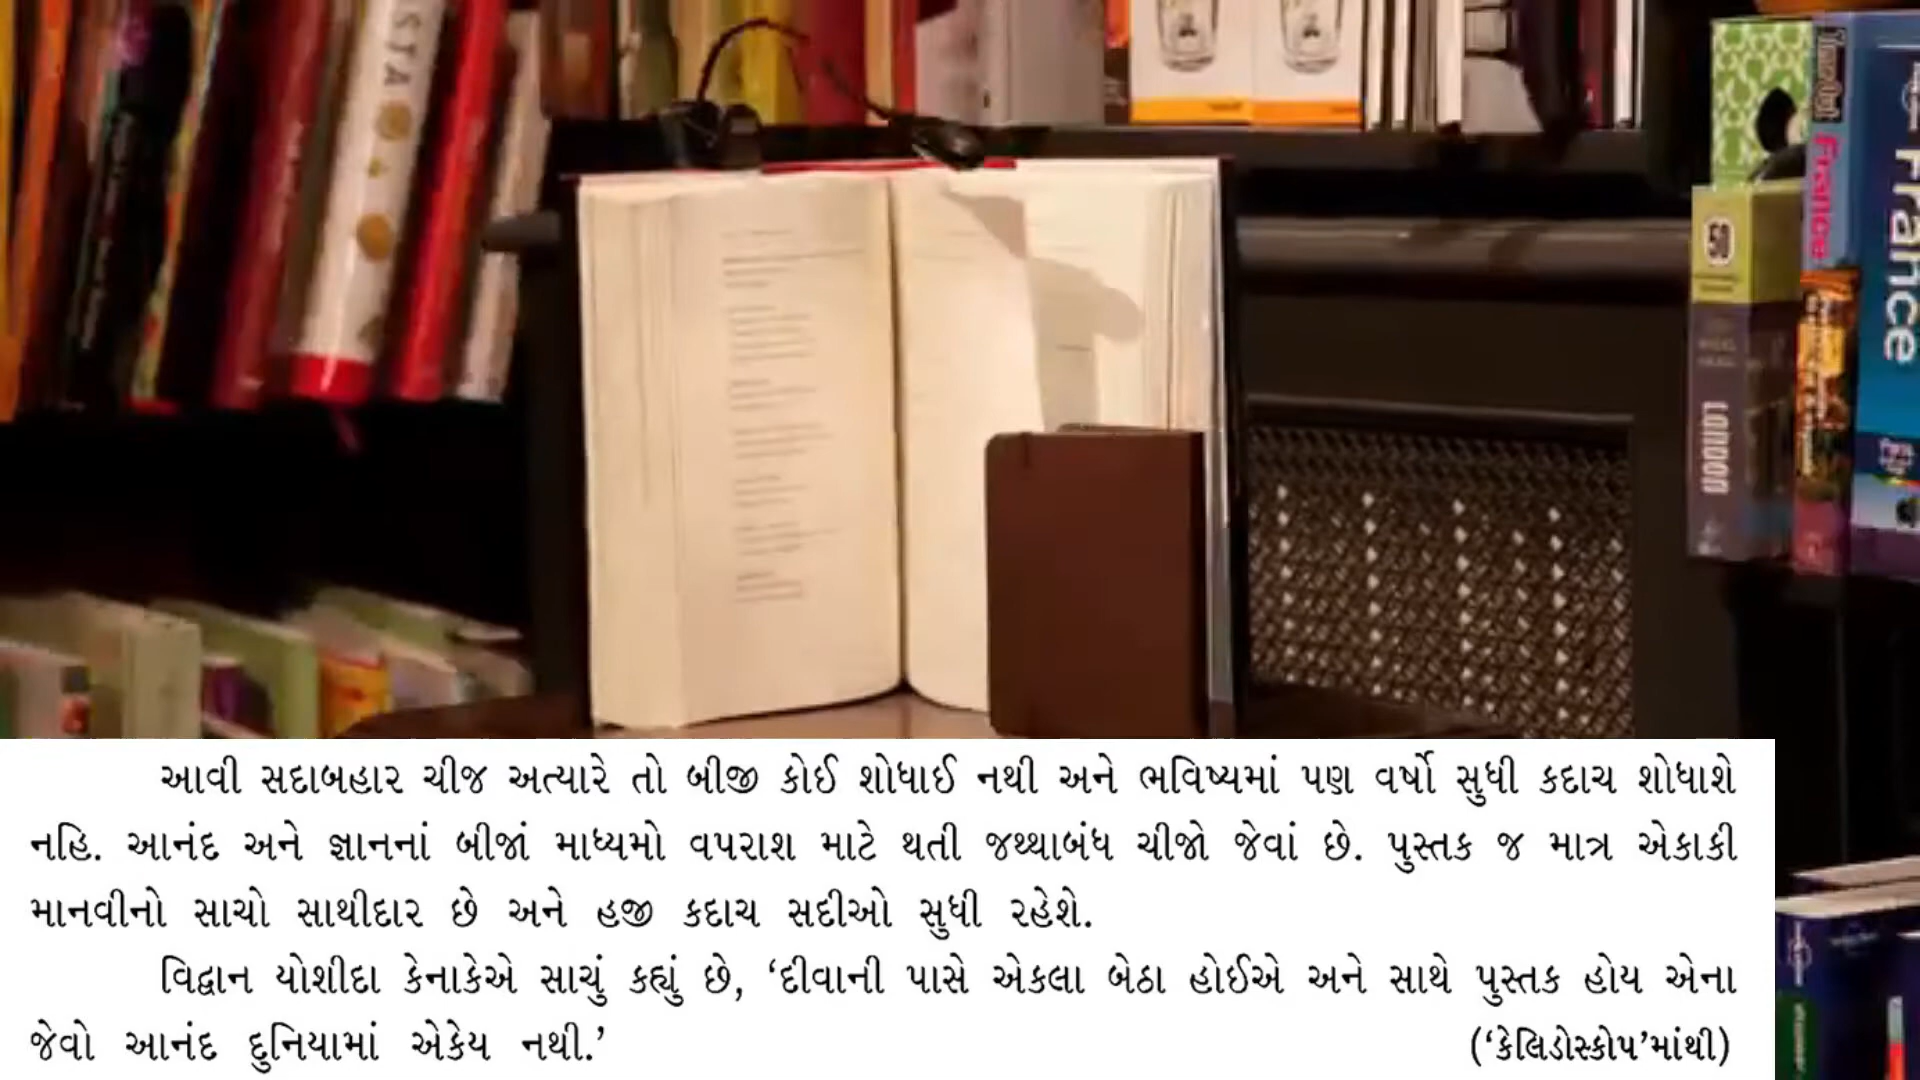 STA
France
France
50
LONDON
આવી સદાબહાર ચીજ અત્યારે તો બીજી કોઈ શોધાઈ નથી અને ભવિષ્યમાં પણ વર્ષો સુધી કદાચ શોધાશે
નહિ. આનંદ અને જ્ઞાનનાં બીજાં માધ્યમો વપરાશ માટે થતી જથ્થાબંધ ચીજો જેવાં છે. પુસ્તક જ માત્ર એકાકી
માનવીનો સાચો સાથીદાર છે અને હજી કદાચ સદીઓ સુધી રહેશે.
વિદ્વાન યોશીદા કેનાકેએ સાચું કહ્યું છે, ‘દીવાની પાસે એકલા બેઠા હોઈએ અને સાથે પુસ્તક હોય એના
જેવો આનંદ દુનિયામાં એકેય નથી.’ (‘કેલિડોસ્કોપ’માંથી)